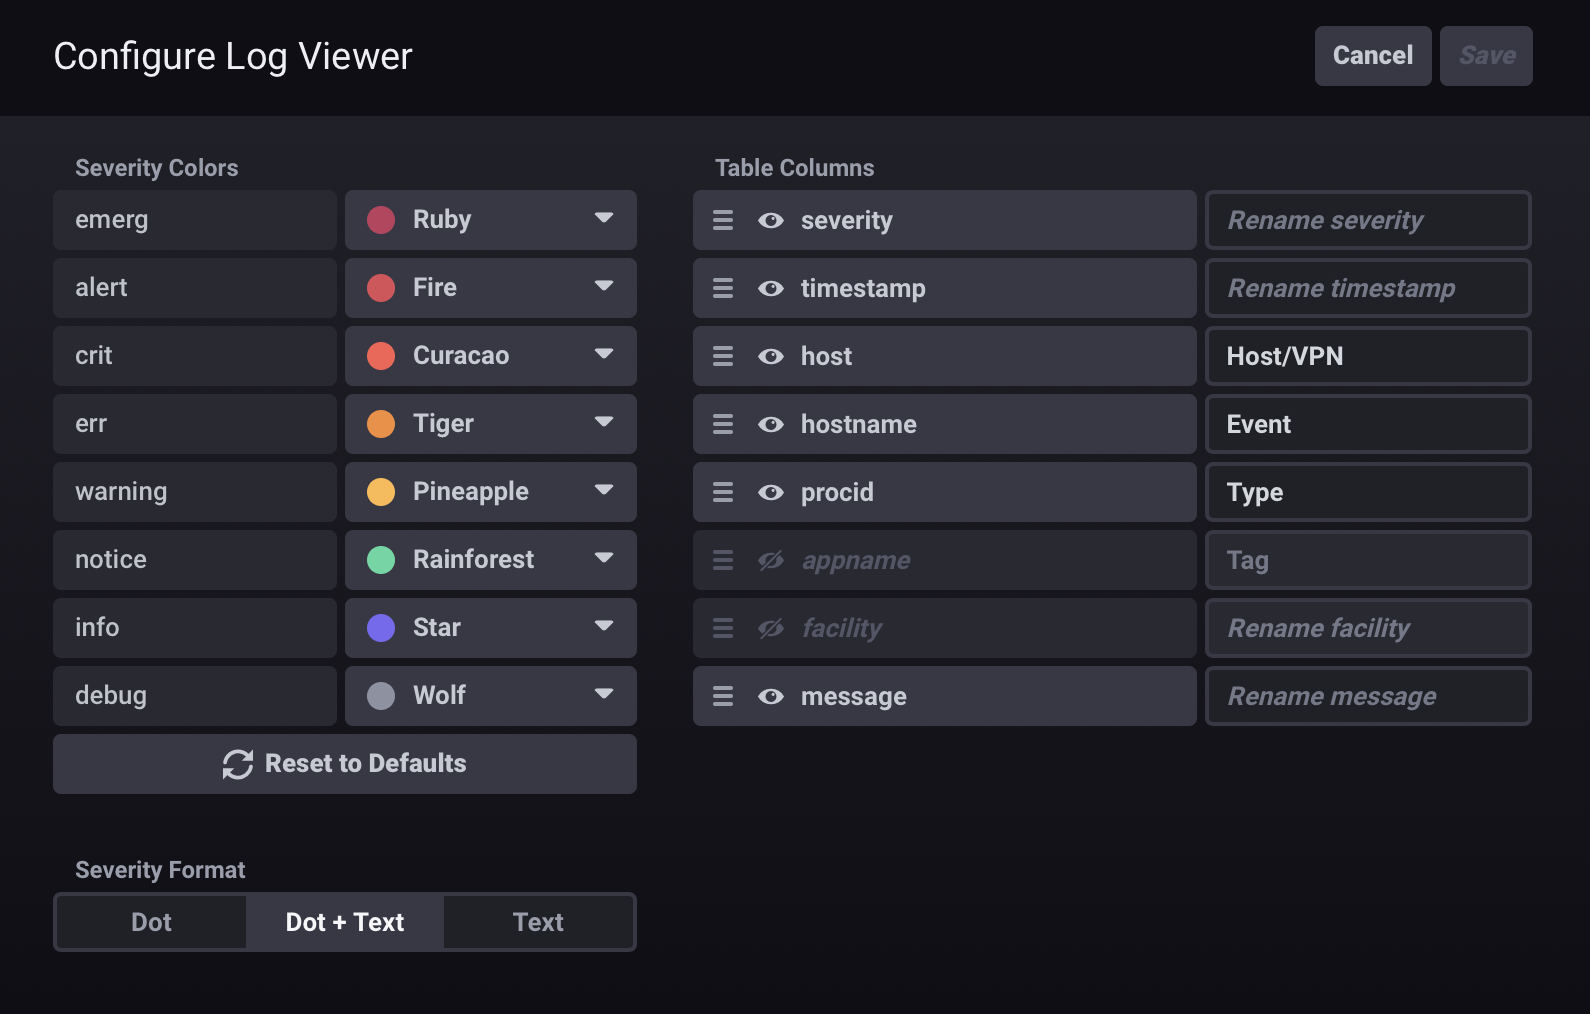 Configure Log Viewer
Cancel
Save
Severity Colors
emerg
Ruby
alert
Fire
crit
Curacao
err
Tiger
warning
Pineapple
notice
Rainforest
info
Star
debug
Wolf
Reset to Defaults
Severity Format
Dot
Dot + Text
Text
Table Columns
severity
Rename severity
timestamp
Rename timestamp
host
Host/VPN
hostname
Event
procid
Type
appname
Tag
facility
Rename facility
message
Rename message